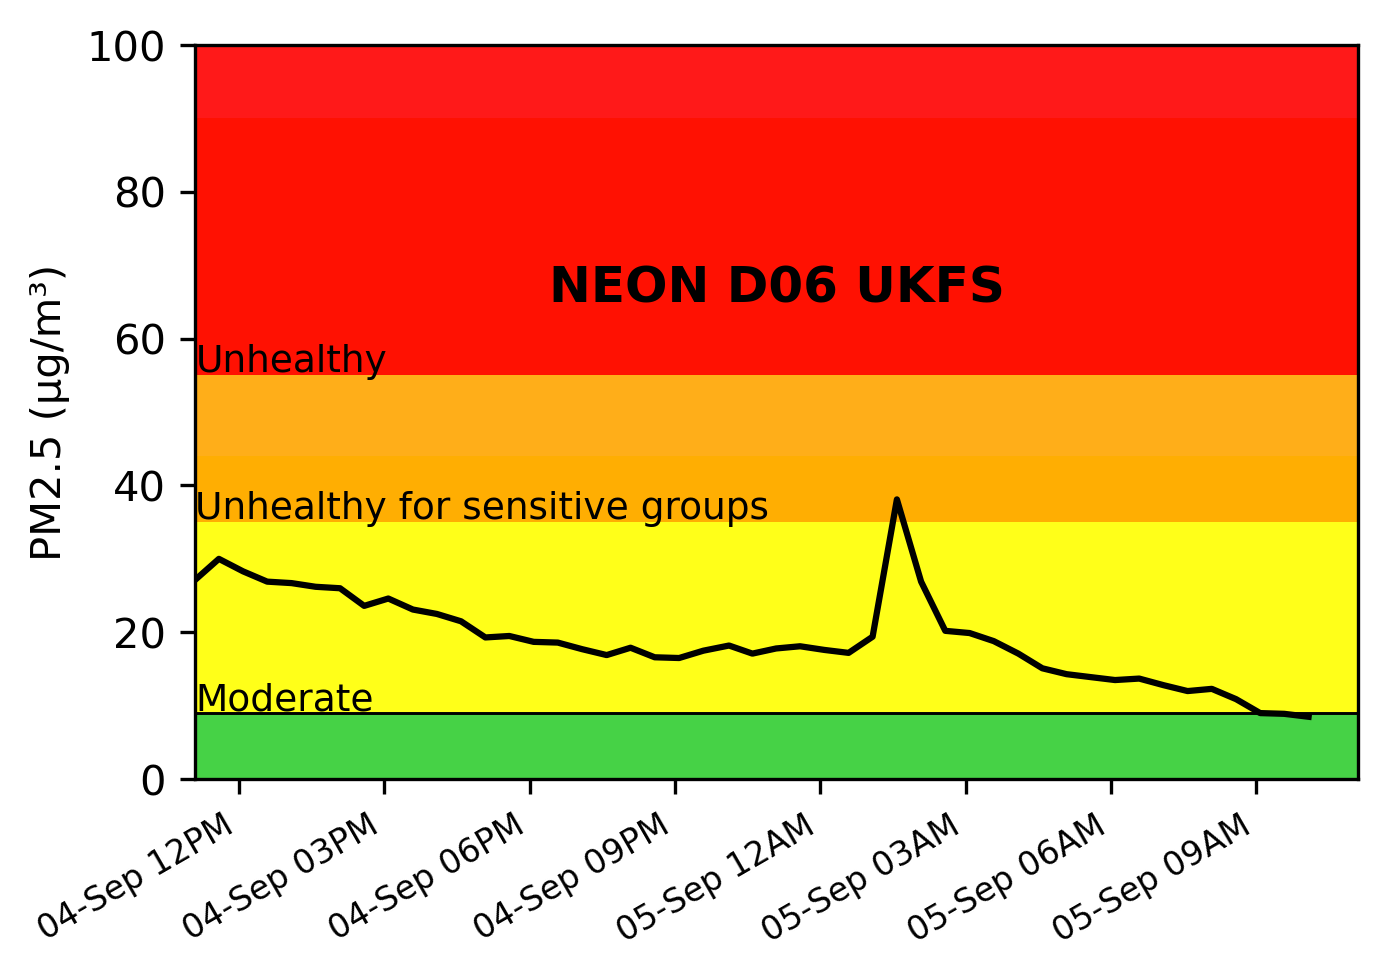 100
80
60
40
20
0
PM2.5 (µg/m³)
NEON D06 UKFS
Unhealthy
Unhealthy for sensitive groups
Moderate
04-Sep 12PM
04-Sep 03PM
04-Sep 06PM
04-Sep 09PM
05-Sep 12AM
05-Sep 03AM
05-Sep 06AM
05-Sep 09AM